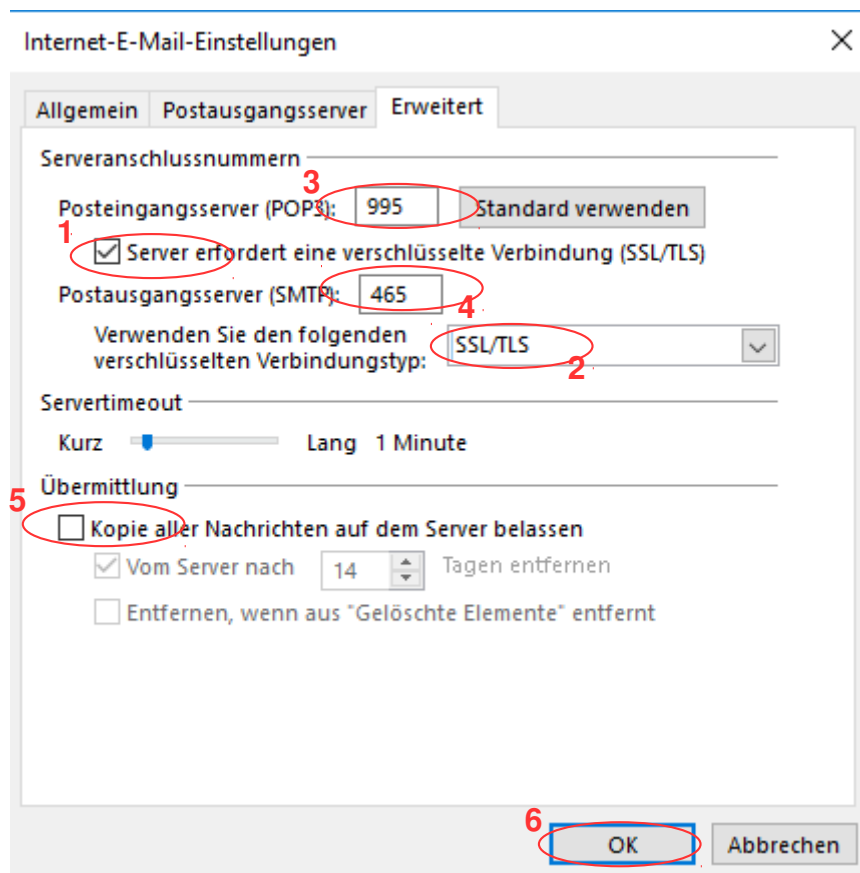 Internet-E-Mail-Einstellungen
Allgemein Postausgangsserver Erweitert
Serveranschlussnummern
3
Posteingangsserver (POP3): 995 Standard verwenden
1
Server erfordert eine verschlüsselte Verbindung (SSL/TLS)
Postausgangsserver (SMTP): 465
4
Verwenden Sie den folgenden
verschlüsselten Verbindungstyp: SSL/TLS
2
Servertimeout
Kurz Lang 1 Minute
Übermittlung
5
Kopie aller Nachrichten auf dem Server belassen
Vom Server nach 14 Tagen entfernen
Entfernen, wenn aus "Gelöschte Elemente" entfernt
6
OK Abbrechen